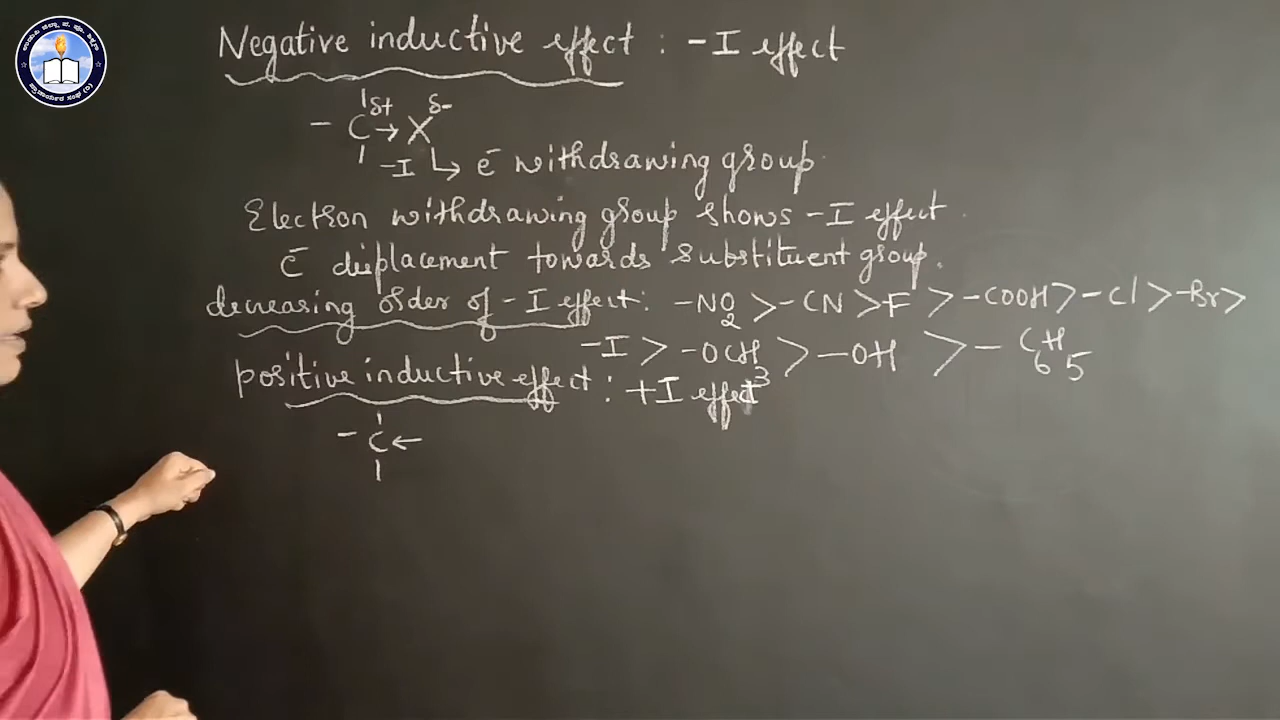 Negative inductive effect : -I effect
- C δ+ → X δ-
-I ↳ ē withdrawing group
Electron withdrawing group shows -I effect
ē displacement towards substituent group.
decreasing order of -I effect: -NO2 > -CN > F > -COOH > -Cl > -Br >
-I > -OCH3 > -OH > - C6H5
positive inductive effect : +I effect
- C ←